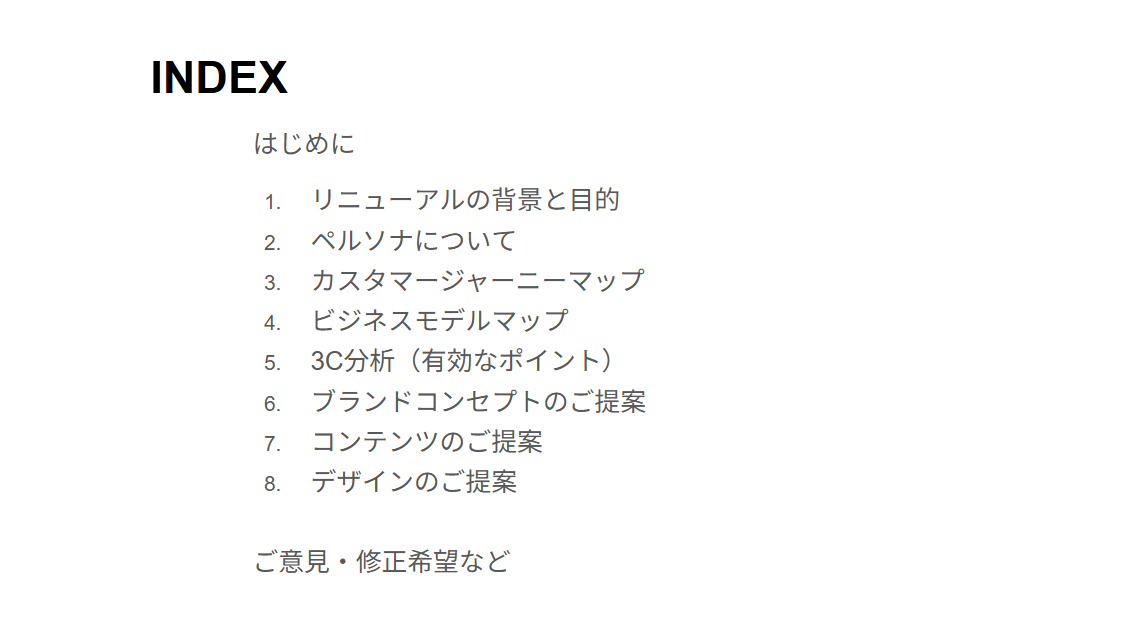 INDEX
はじめに
1. リニューアルの背景と目的
2. ペルソナについて
3. カスタマージャーニーマップ
4. ビジネスモデルマップ
5. 3C分析（有効なポイント）
6. ブランドコンセプトのご提案
7. コンテンツのご提案
8. デザインのご提案
ご意見・修正希望など